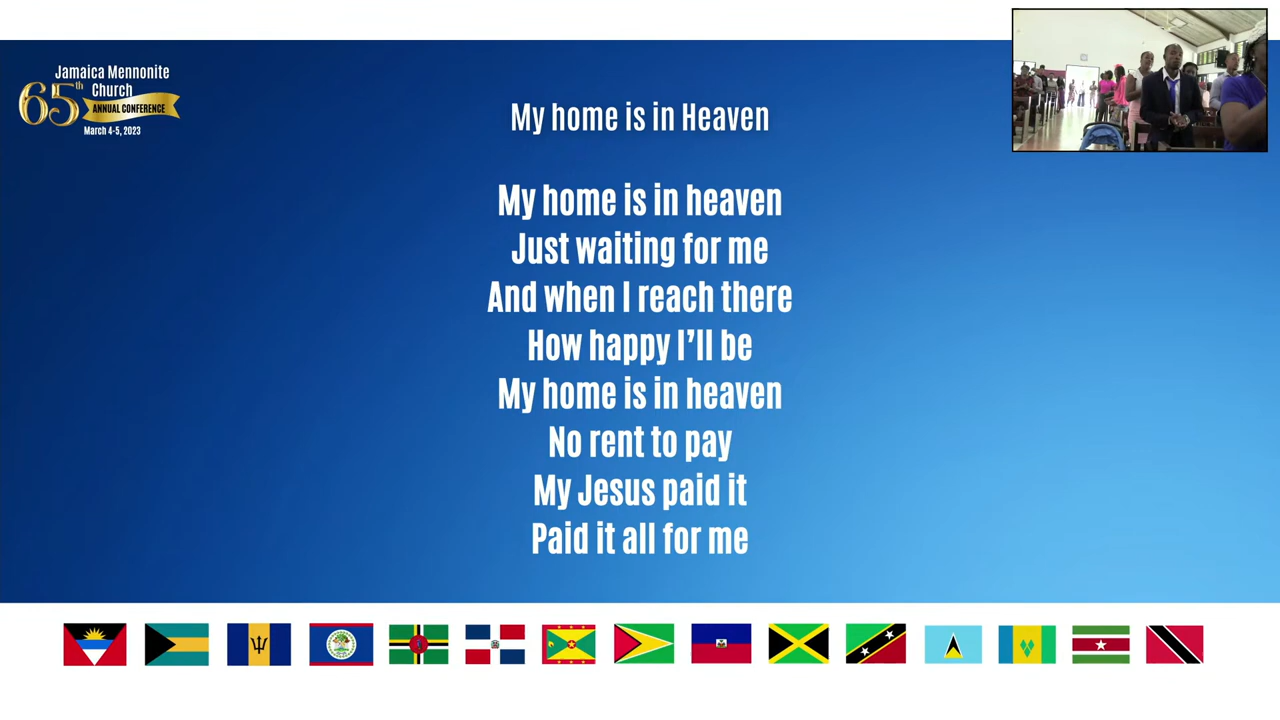 Jamaica Mennonite
65th Church
ANNUAL CONFERENCE
March 4-5, 2023
My home is in Heaven
My home is in heaven
Just waiting for me
And when I reach there
How happy I’ll be
My home is in heaven
No rent to pay
My Jesus paid it
Paid it all for me